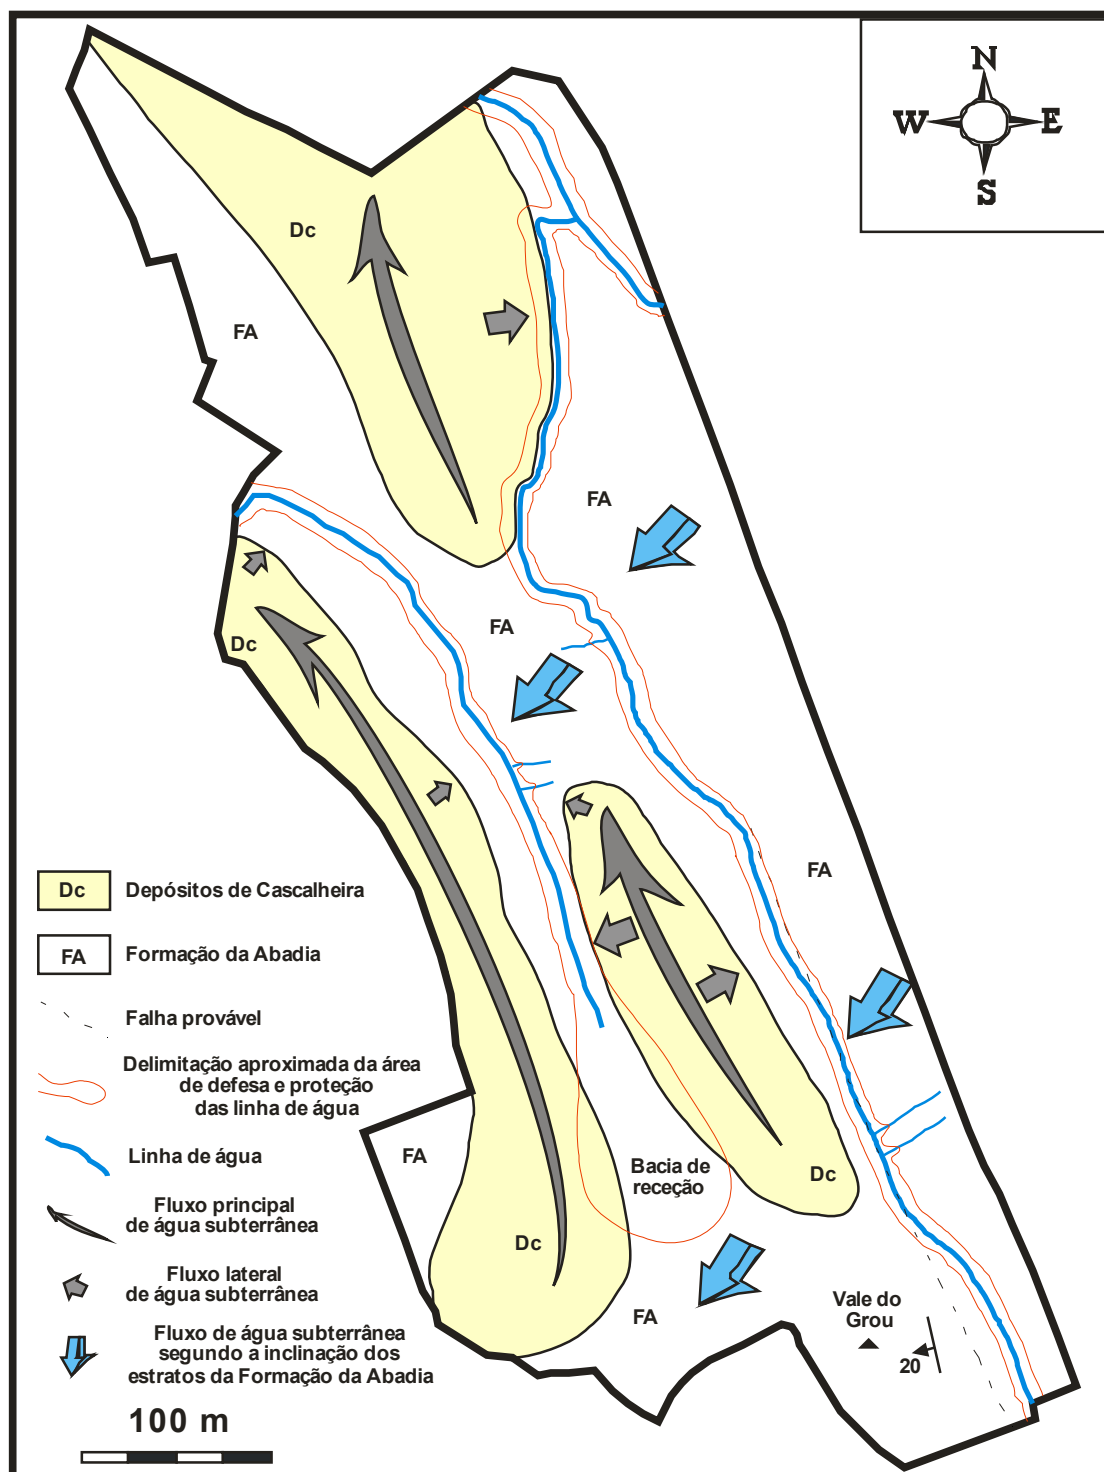 N
W E
S
Dc
FA
FA
FA
Dc
FA
Dc Depósitos de Cascalheira
FA Formação da Abadia
Falha provável
Delimitação aproximada da área
de defesa e proteção
das linha de água
Linha de água
Fluxo principal
de água subterrânea
Fluxo lateral
de água subterrânea
Fluxo de água subterrânea
segundo a inclinação dos
estratos da Formação da Abadia
100 m
FA
Bacia de
receção
Dc
Dc
FA
Vale do
Grou
20